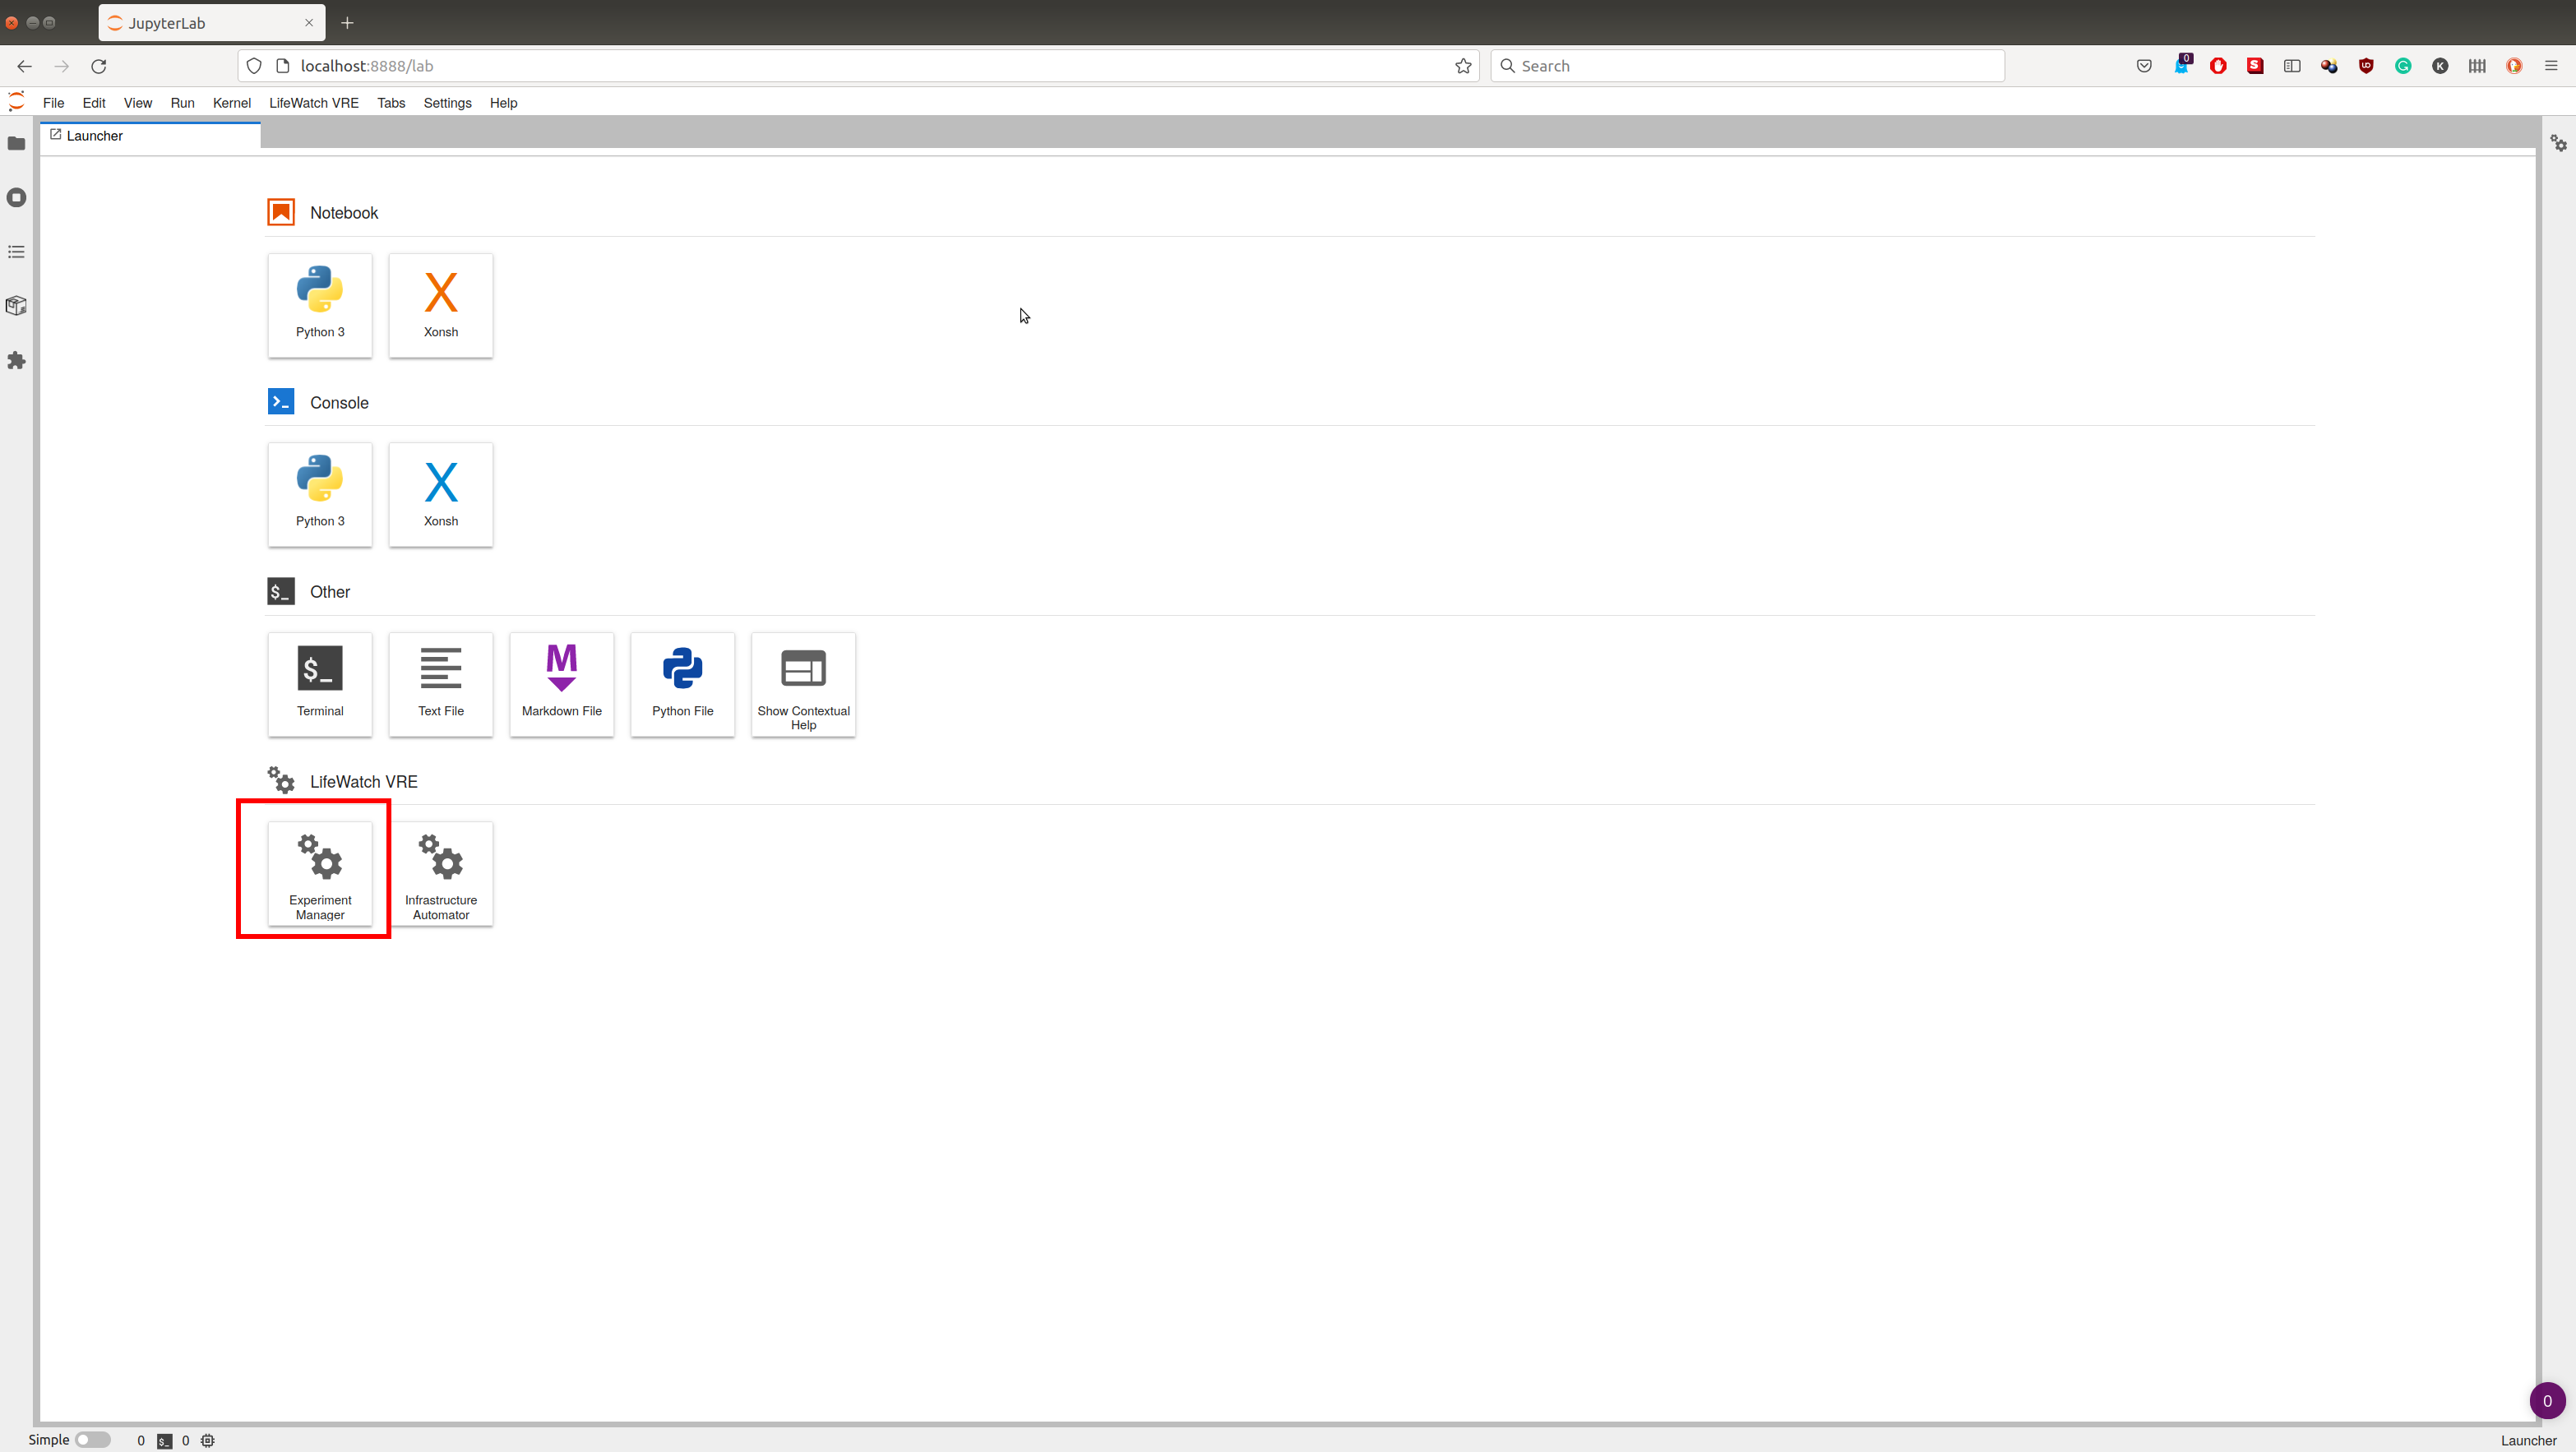 JupyterLab
localhost:8888/lab
Search
0
File Edit View Run Kernel LifeWatch VRE Tabs Settings Help
Launcher
Notebook
Python 3
Xonsh
Console
Python 3
Xonsh
$_ Other
$_
Terminal
Text File
Markdown File
Python File
Show Contextual
Help
LifeWatch VRE
Experiment
Manager
Infrastructure
Automator
0
Simple 0 $_ 0 Launcher